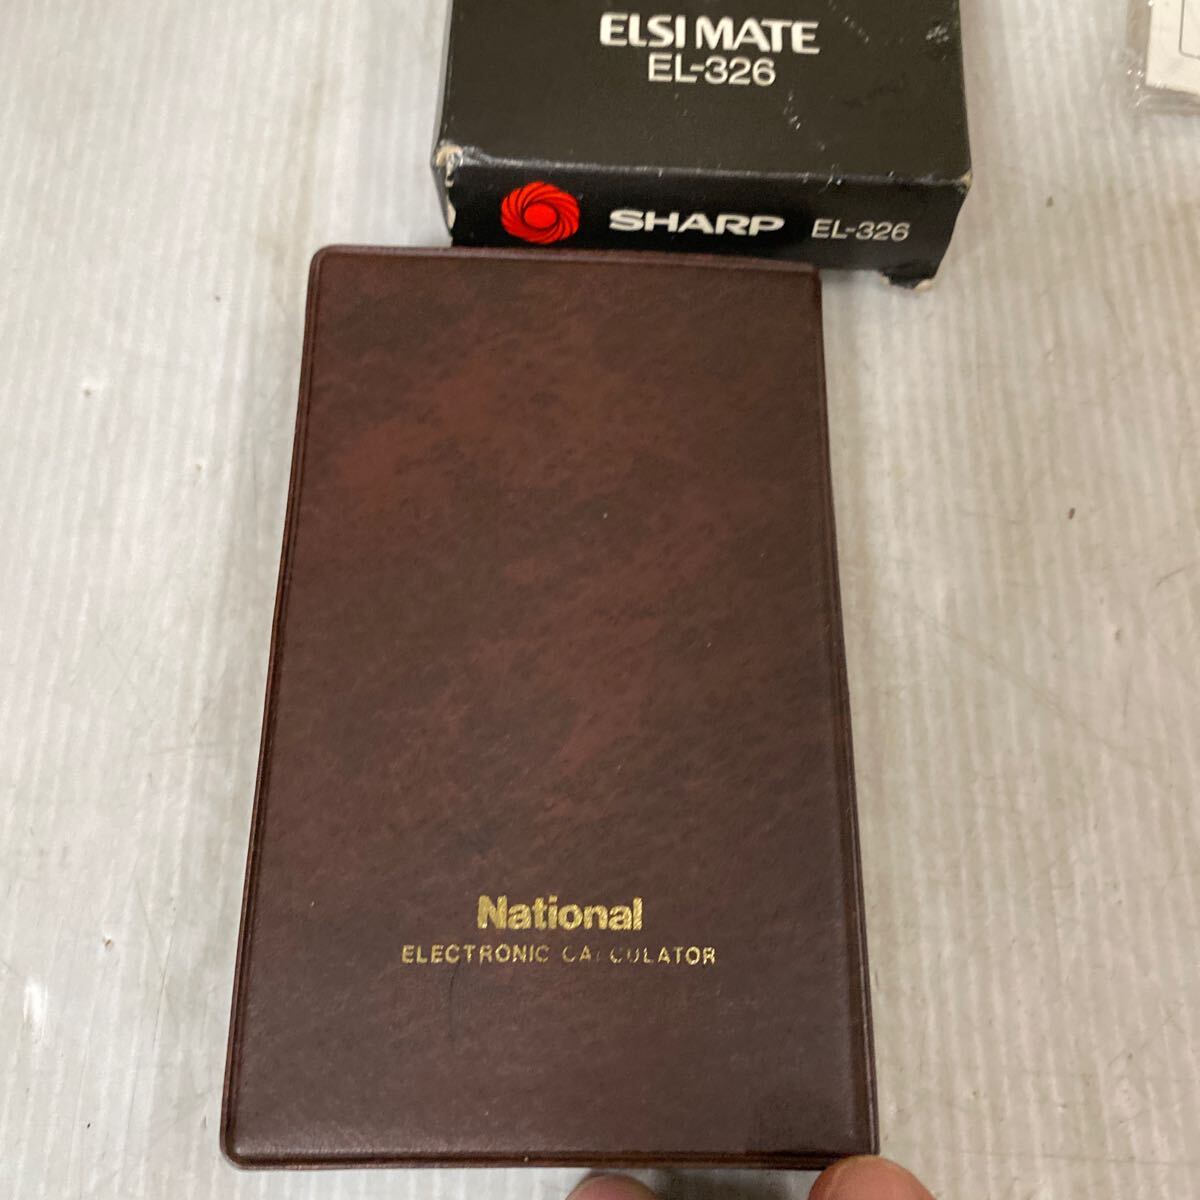 ELSI MATE
EL-326
SHARP EL-326
National
ELECTRONIC CALCULATOR